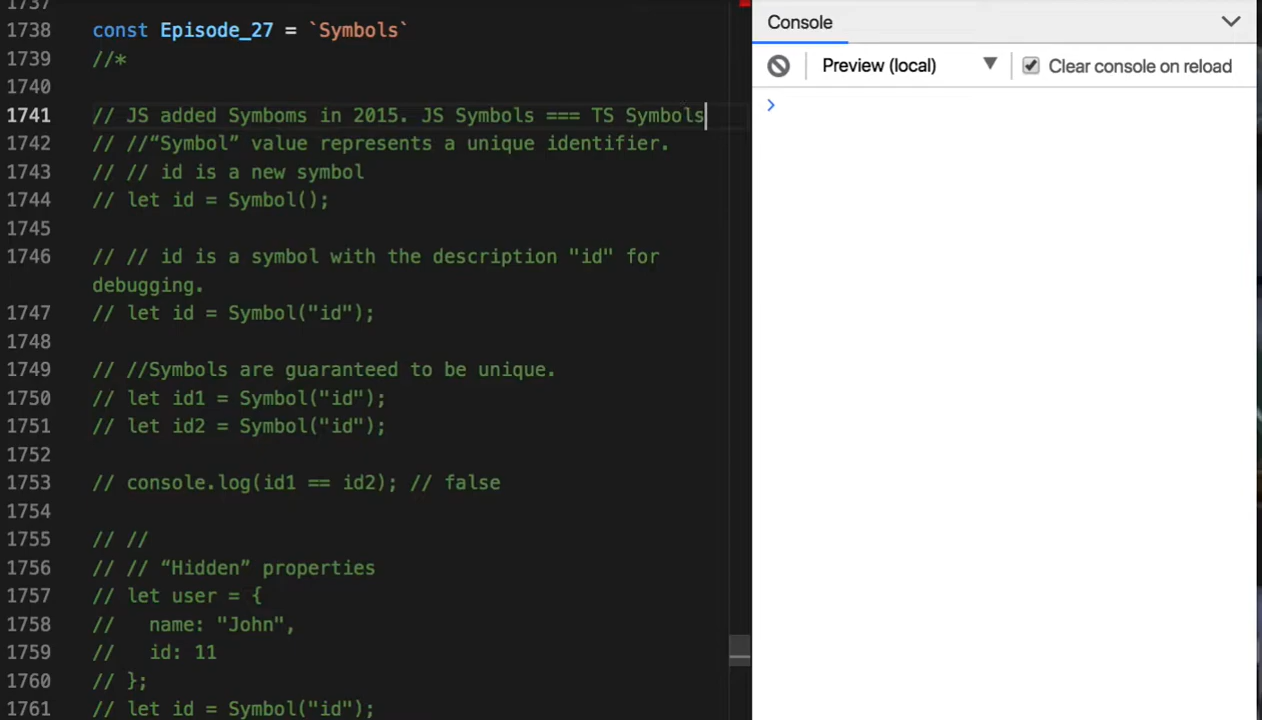 1737
1738 const Episode_27 = `Symbols`
1739 //*
1740
1741 // JS added Symboms in 2015. JS Symbols === TS Symbols
1742 // //“Symbol” value represents a unique identifier.
1743 // // id is a new symbol
1744 // let id = Symbol();
1745
1746 // // id is a symbol with the description "id" for
debugging.
1747 // let id = Symbol("id");
1748
1749 // //Symbols are guaranteed to be unique.
1750 // let id1 = Symbol("id");
1751 // let id2 = Symbol("id");
1752
1753 // console.log(id1 == id2); // false
1754
1755 // //
1756 // // “Hidden” properties
1757 // let user = {
1758 //   name: "John",
1759 //   id: 11
1760 // };
1761 // let id = Symbol("id");
Console
Preview (local)
Clear console on reload